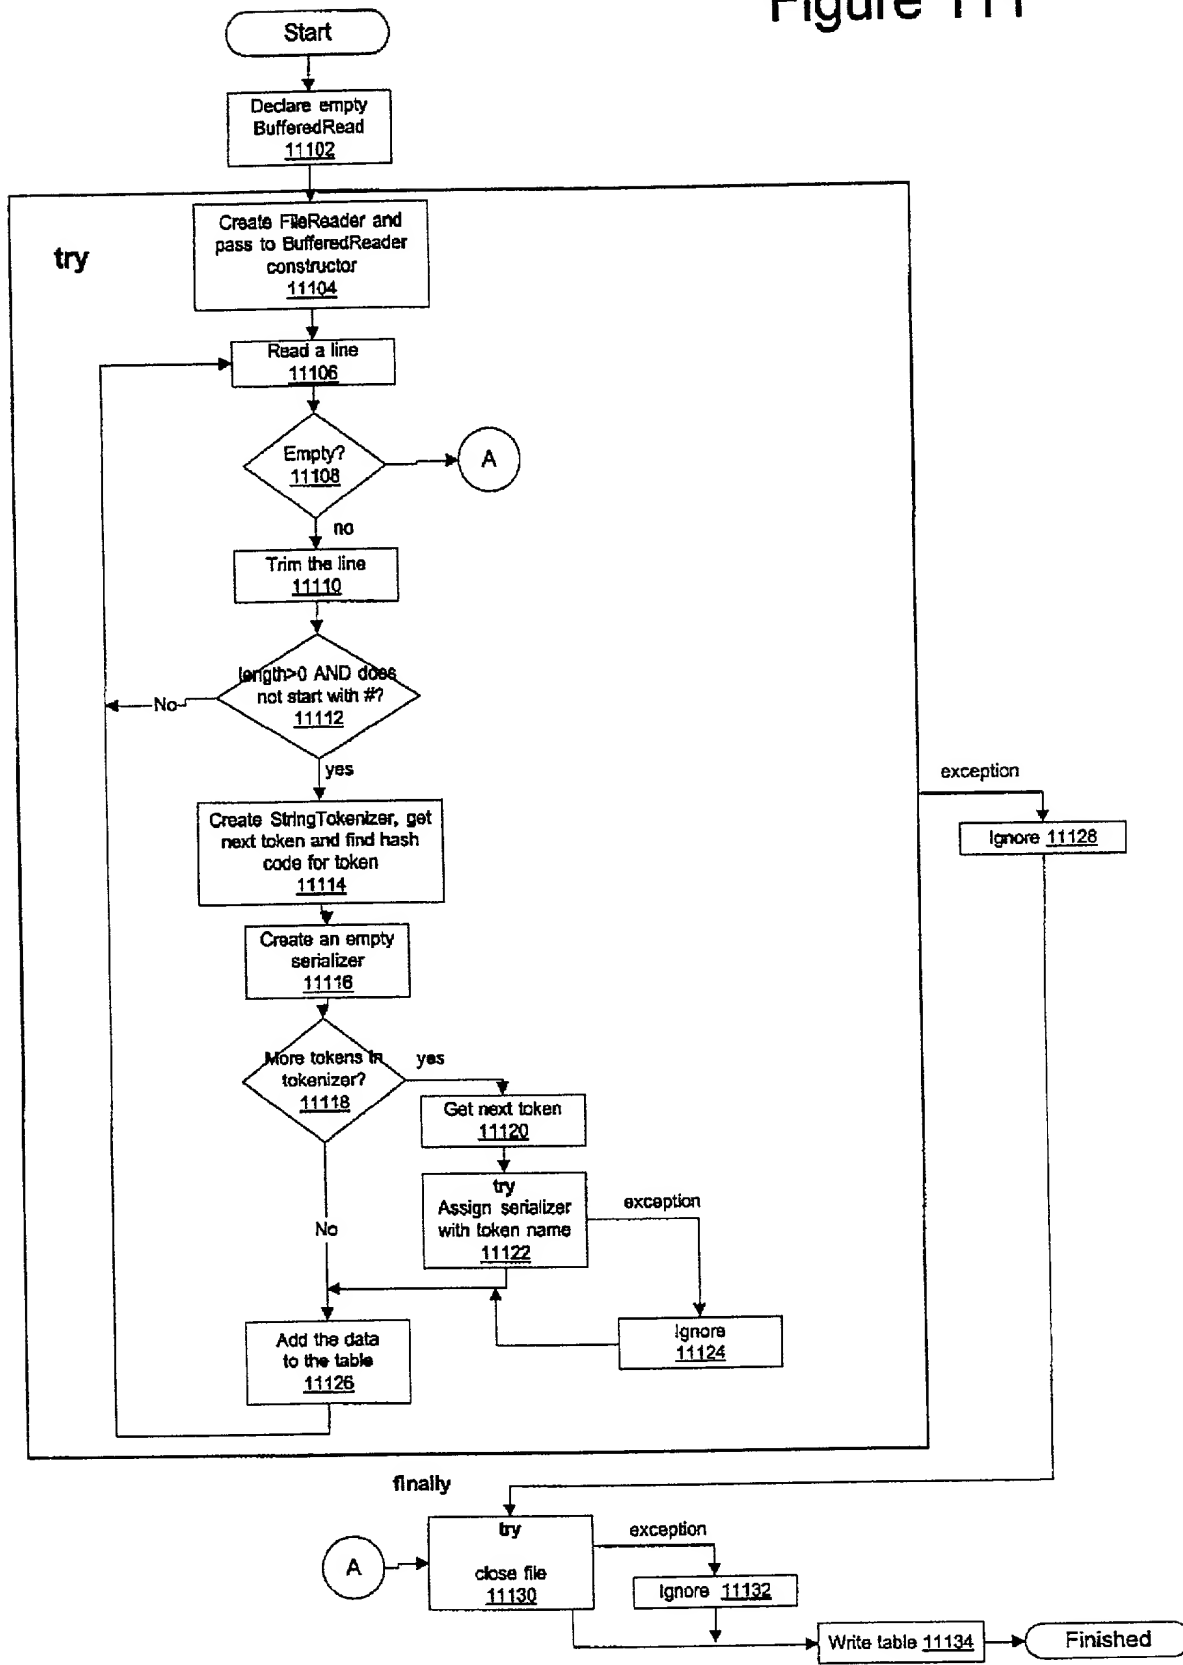 Figure 111
Start
Declare empty
BufferedRead
11102
try
Create FileReader and
pass to BufferedReader
constructor
11104
Read a line
11106
Empty?
11108
A
no
Trim the line
11110
length>0 AND does
not start with #?
11112
No
yes
exception
Ignore 11128
Create StringTokenizer, get
next token and find hash
code for token
11114
Create an empty
serializer
11116
More tokens in
tokenizer?
11118
yes
Get next token
11120
try
Assign serializer
with token name
11122
exception
No
Ignore
11124
Add the data
to the table
11126
finally
A
try
close file
11130
exception
Ignore 11132
Write table 11134
Finished